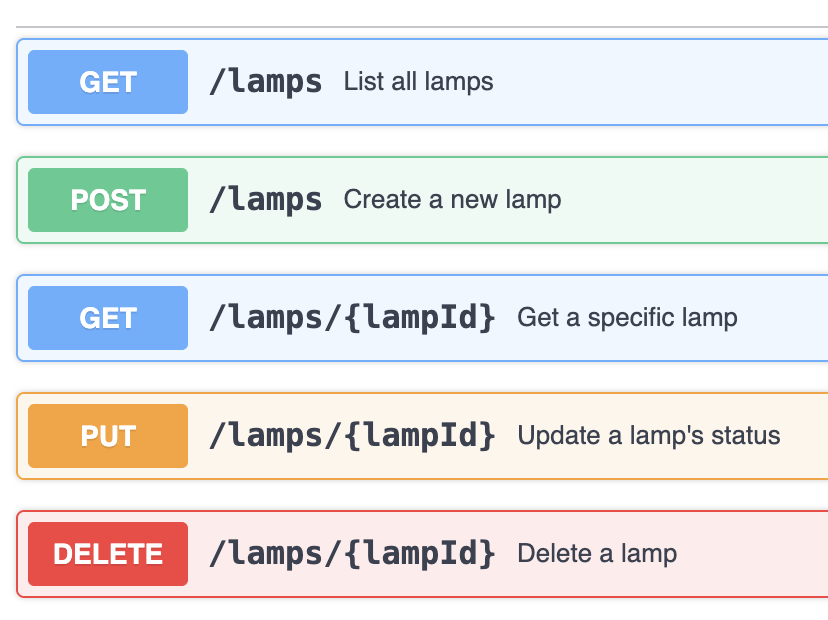 GET /lamps List all lamps
POST /lamps Create a new lamp
GET /lamps/{lampId} Get a specific lamp
PUT /lamps/{lampId} Update a lamp's status
DELETE /lamps/{lampId} Delete a lamp